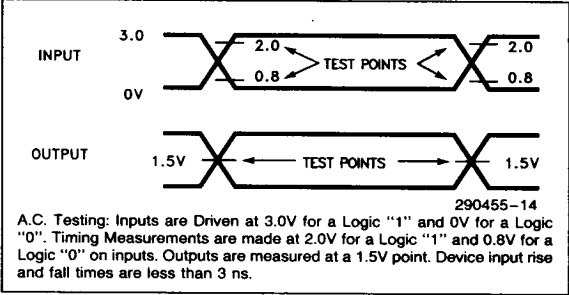 3.0
INPUT
2.0
TEST POINTS
2.0
0.8
0.8
0V
OUTPUT
1.5V
TEST POINTS
1.5V
290455-14
A.C. Testing: Inputs are Driven at 3.0V for a Logic "1" and 0V for a Logic
"0". Timing Measurements are made at 2.0V for a Logic "1" and 0.8V for a
Logic "0" on inputs. Outputs are measured at a 1.5V point. Device input rise
and fall times are less than 3 ns.